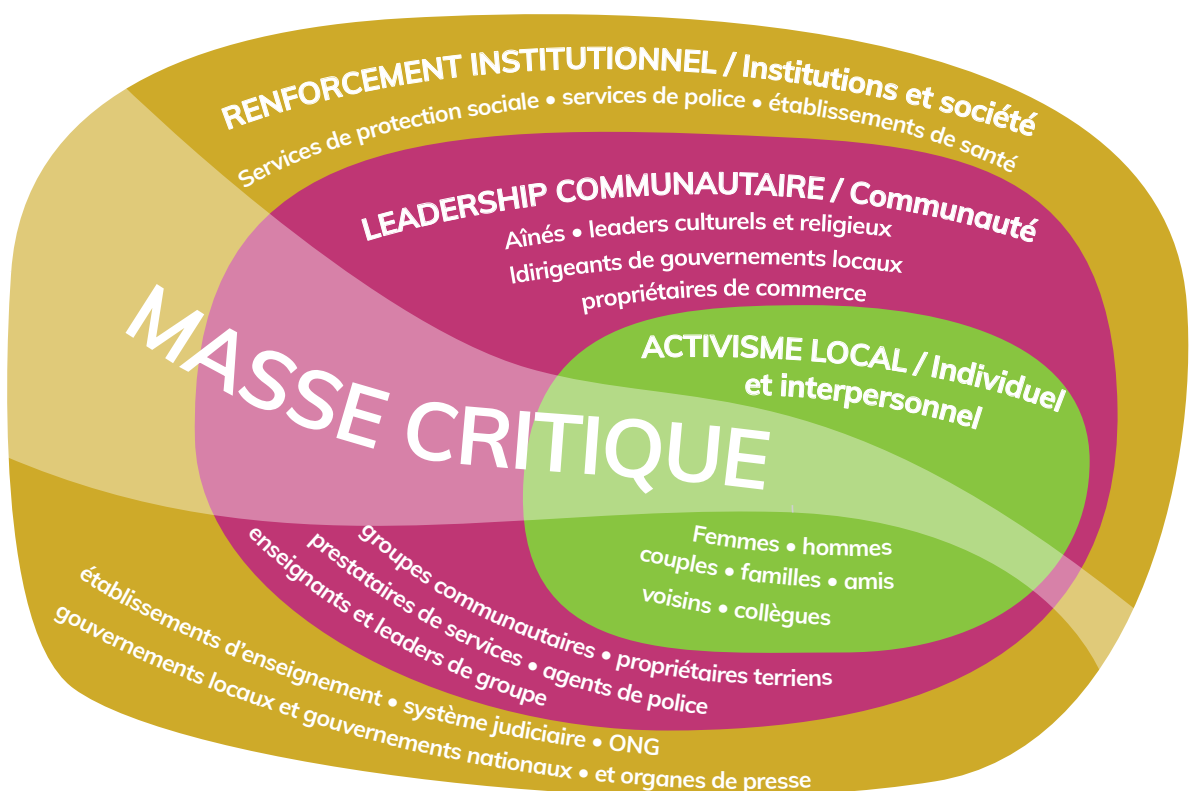 RENFORCEMENT INSTITUTIONNEL / Institutions et société
Services de protection sociale • services de police • établissements de santé
LEADERSHIP COMMUNAUTAIRE / Communauté
Aînés • leaders culturels et religieux
ldirigeants de gouvernements locaux
propriétaires de commerce
ACTIVISME LOCAL / Individuel
et interpersonnel
MASSE CRITIQUE
Femmes • hommes
couples • familles • amis
voisins • collègues
groupes communautaires • propriétaires terriens
prestataires de services • agents de police
enseignants et leaders de groupe
établissements d'enseignement • système judiciaire • ONG
gouvernements locaux et gouvernements nationaux • et organes de presse